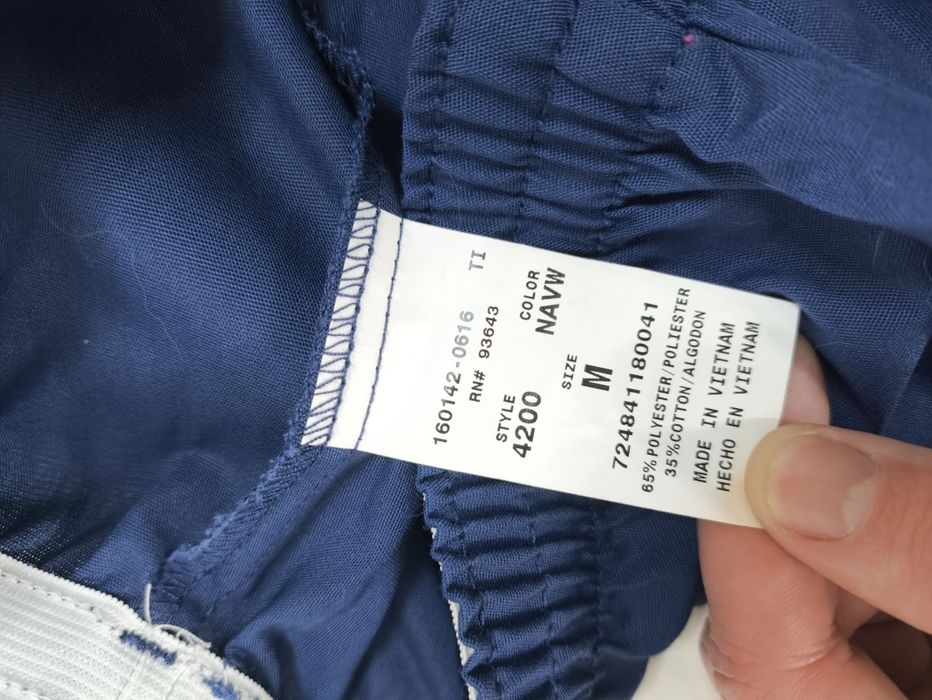 160142-0616 TI
RN# 93643
STYLE COLOR
4200 NAVW
SIZE
M
724841180041
65%POLYESTER/POLIESTER
35%COTTON/ALGODON
MADE IN VIETNAM
HECHO EN VIETNAM